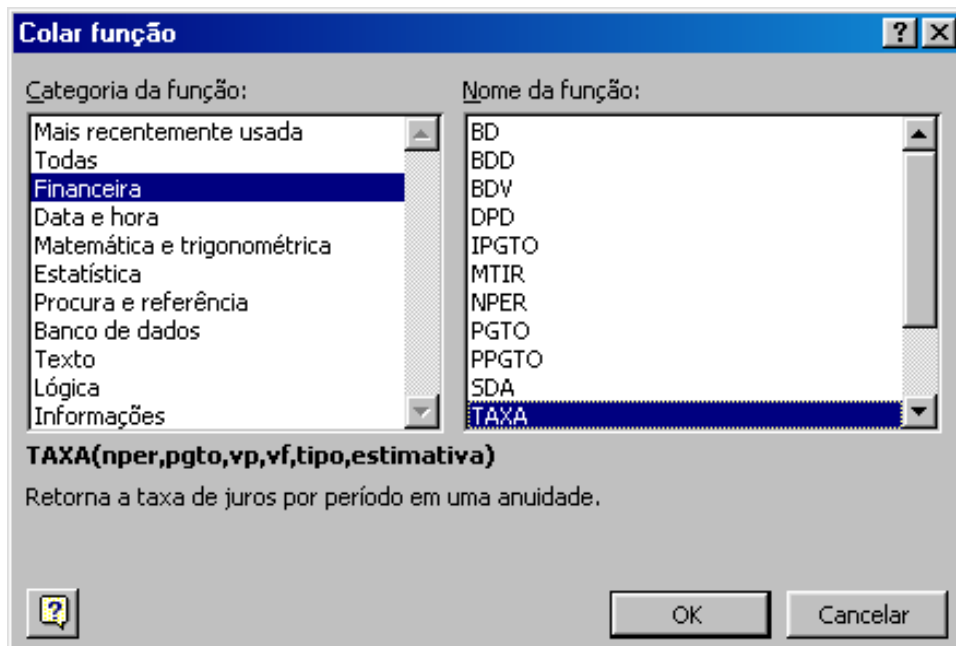 Colar função
Categoria da função:
Mais recentemente usada
Todas
Financeira
Data e hora
Matemática e trigonométrica
Estatística
Procura e referência
Banco de dados
Texto
Lógica
Informações
Nome da função:
BD
BDD
BDV
DPD
IPGTO
MTIR
NPER
PGTO
PPGTO
SDA
TAXA
TAXA(nper,pgto,vp,vf,tipo,estimativa)
Retorna a taxa de juros por período em uma anuidade.
OK
Cancelar